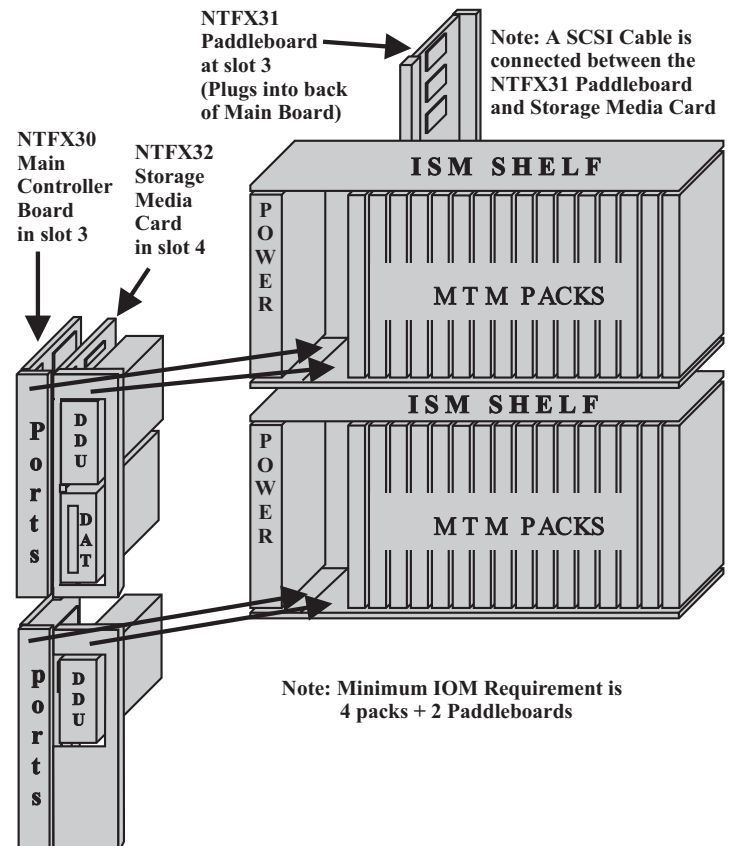 NTFX31
Paddleboard
at slot 3
(Plugs into back
of Main Board)
Note: A SCSI Cable is
connected between the
NTFX31 Paddleboard
and Storage Media Card
NTFX30
Main
Controller
Board
in slot 3
NTFX32
Storage
Media
Card
in slot 4
ISM SHELF
POWER
MTM PACKS
Ports
DDU
DAT
ISM SHELF
POWER
MTM PACKS
ports
DDU
Note: Minimum IOM Requirement is
4 packs + 2 Paddleboards